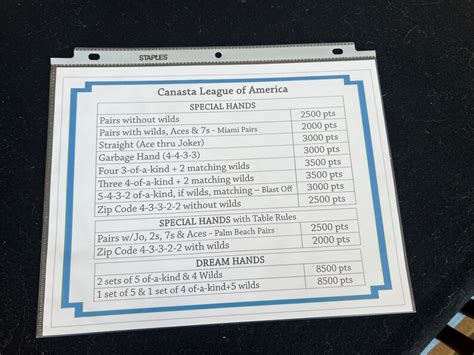 STAPLES
Canasta League of America
SPECIAL HANDS
Pairs without wilds 2500 pts
Pairs with wilds, Aces & 7s - Miami Pairs 2000 pts
Straight (Ace thru Joker) 3000 pts
Garbage Hand (4-4-3-3) 3000 pts
Four 3-of-a-kind + 2 matching wilds 3500 pts
Three 4-of-a-kind + 2 matching wilds 3500 pts
5-4-3-2 of-a-kind, if wilds, matching – Blast Off 3000 pts
Zip Code 4-3-3-2-2 without wilds 2500 pts
SPECIAL HANDS with Table Rules
Pairs w/Jo, 2s, 7s & Aces - Palm Beach Pairs 2500 pts
Zip Code 4-3-3-2-2 with wilds 2000 pts
DREAM HANDS
2 sets of 5 of-a-kind & 4 Wilds 8500 pts
1 set of 5 & 1 set of 4 of-a-kind+5 wilds 8500 pts